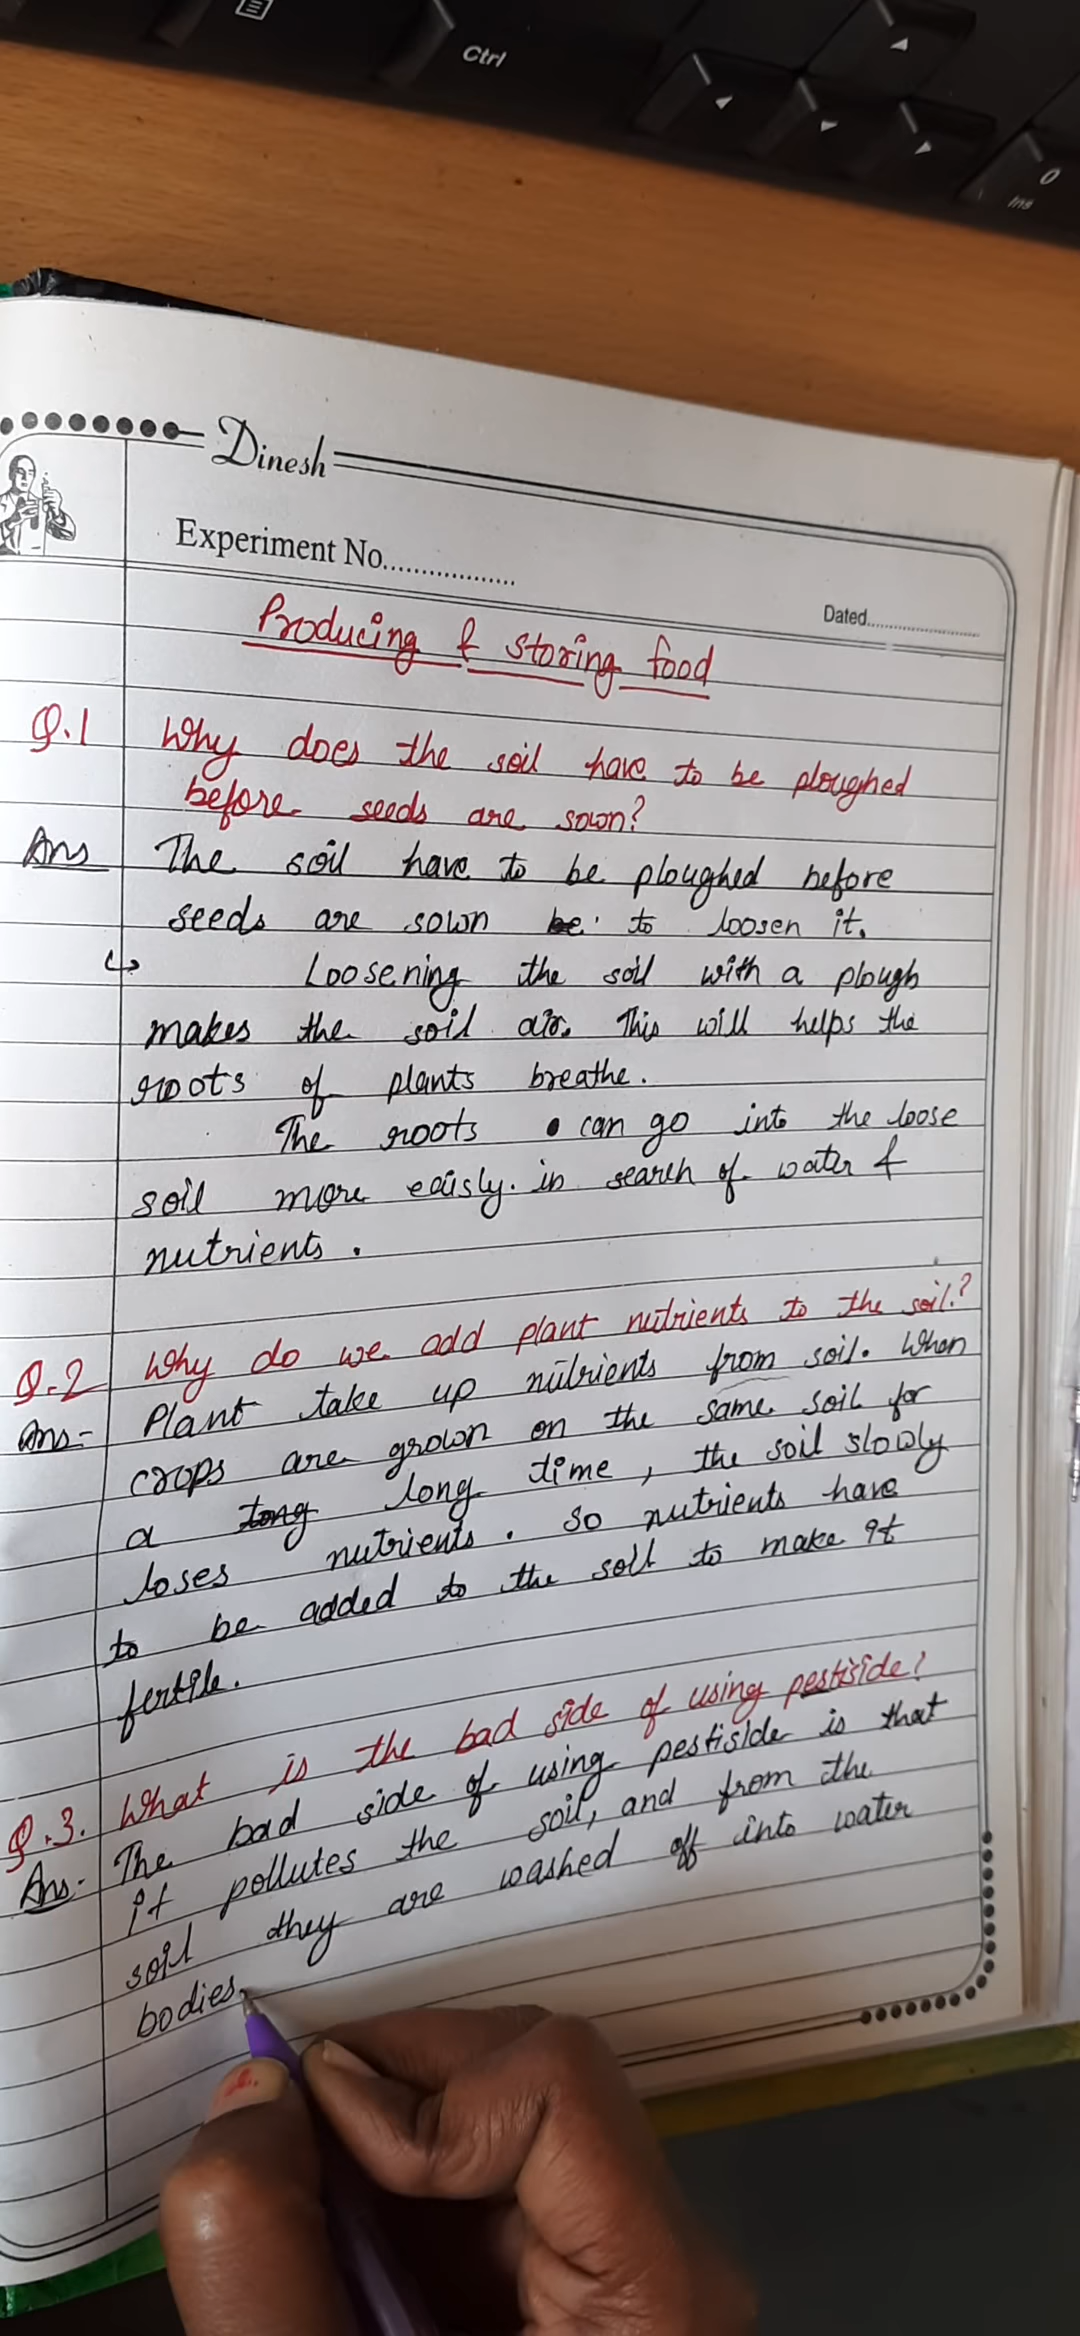 Ctrl
0
Ins
Dinesh
Experiment No..................
Dated............................
Producing & storing food
Q.1 Why does the soil have to be ploughed
before seeds are sown?
Ans The soil have to be ploughed before
seeds are sown be to loosen it.
↳ Loosening the soil with a plough
makes the soil air. This will helps the
roots of plants breathe.
The roots can go into the loose
soil more eaisly. in search of water &
nutrients.
Q.2 Why do we add plant nutrients to the soil?
Ans- Plant take up nutrients from soil. When
crops are grown on the same soil for
a tong long time, the soil slowly
loses nutrients. So nutrients have
to be added to the soil to make it
fertile.
Q.3. What is the bad side of using pestiside?
Ans- The bad side of using pestiside is that
it pollutes the soil, and from the
soil they are washed off into water
bodies.